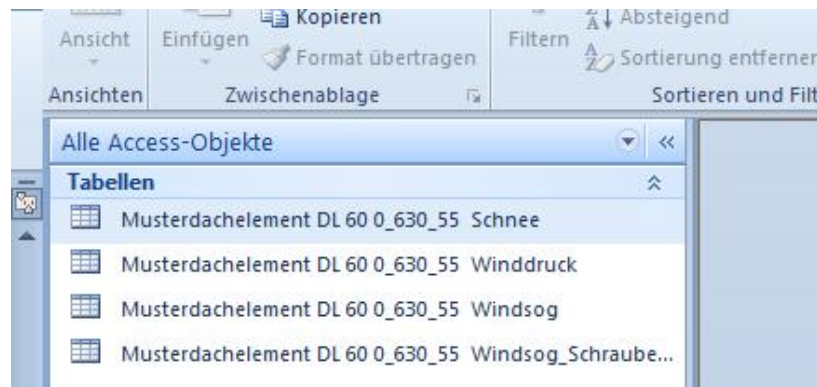 Kopieren
Absteigend
Ansicht
Einfügen
Format übertragen
Filtern
Sortierung entfernen
Ansichten
Zwischenablage
Sortieren und Filt
Alle Access-Objekte
Tabellen
Musterdachelement DL 60 0_630_55 Schnee
Musterdachelement DL 60 0_630_55 Winddruck
Musterdachelement DL 60 0_630_55 Windsog
Musterdachelement DL 60 0_630_55 Windsog_Schraube...